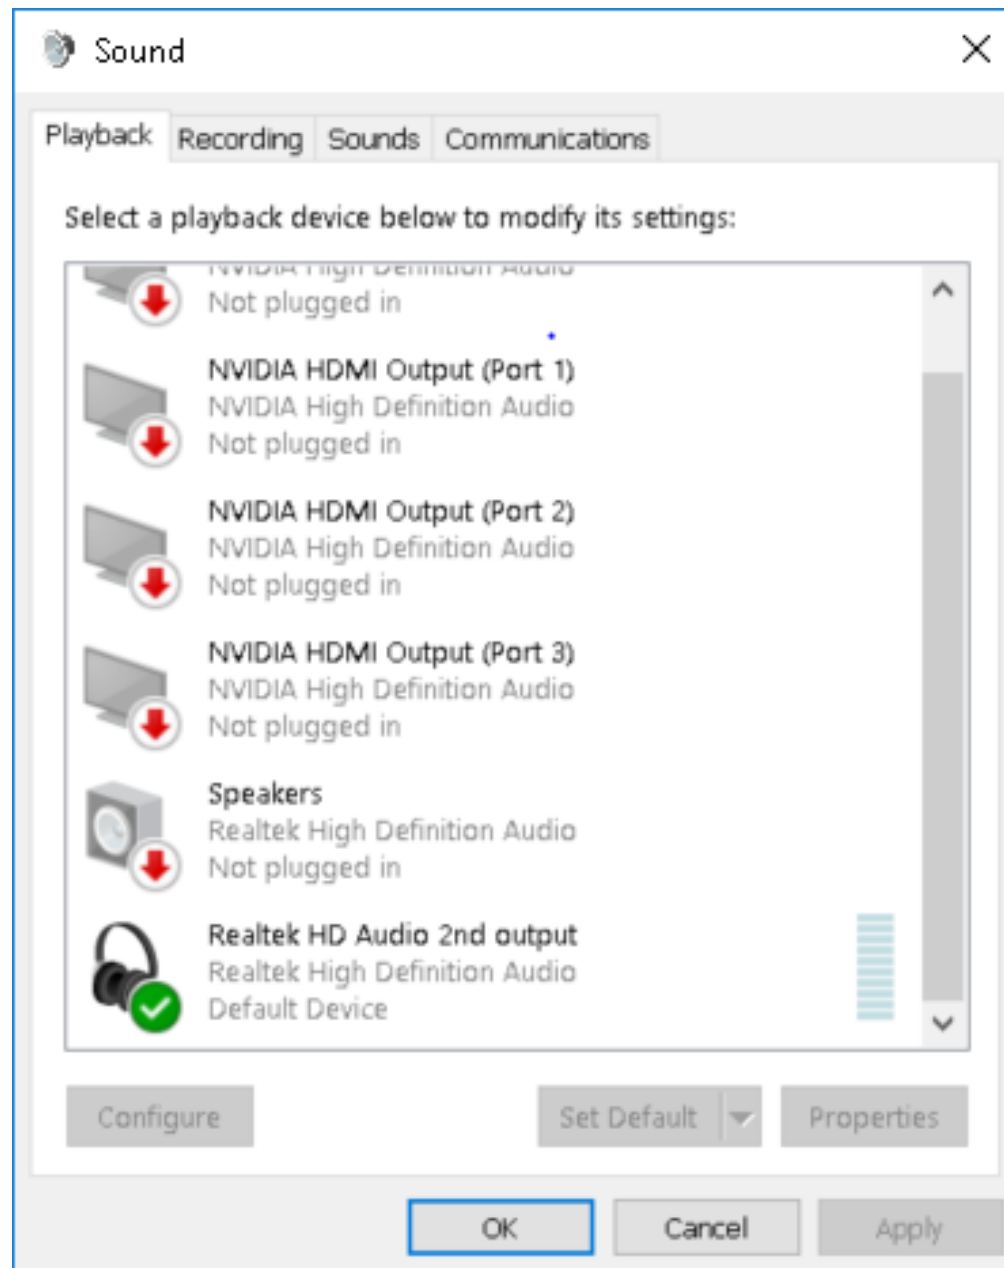 Sound
Playback Recording Sounds Communications
Select a playback device below to modify its settings:
NVIDIA High Definition Audio
Not plugged in
NVIDIA HDMI Output (Port 1)
NVIDIA High Definition Audio
Not plugged in
NVIDIA HDMI Output (Port 2)
NVIDIA High Definition Audio
Not plugged in
NVIDIA HDMI Output (Port 3)
NVIDIA High Definition Audio
Not plugged in
Speakers
Realtek High Definition Audio
Not plugged in
Realtek HD Audio 2nd output
Realtek High Definition Audio
Default Device
Configure Set Default Properties
OK Cancel Apply